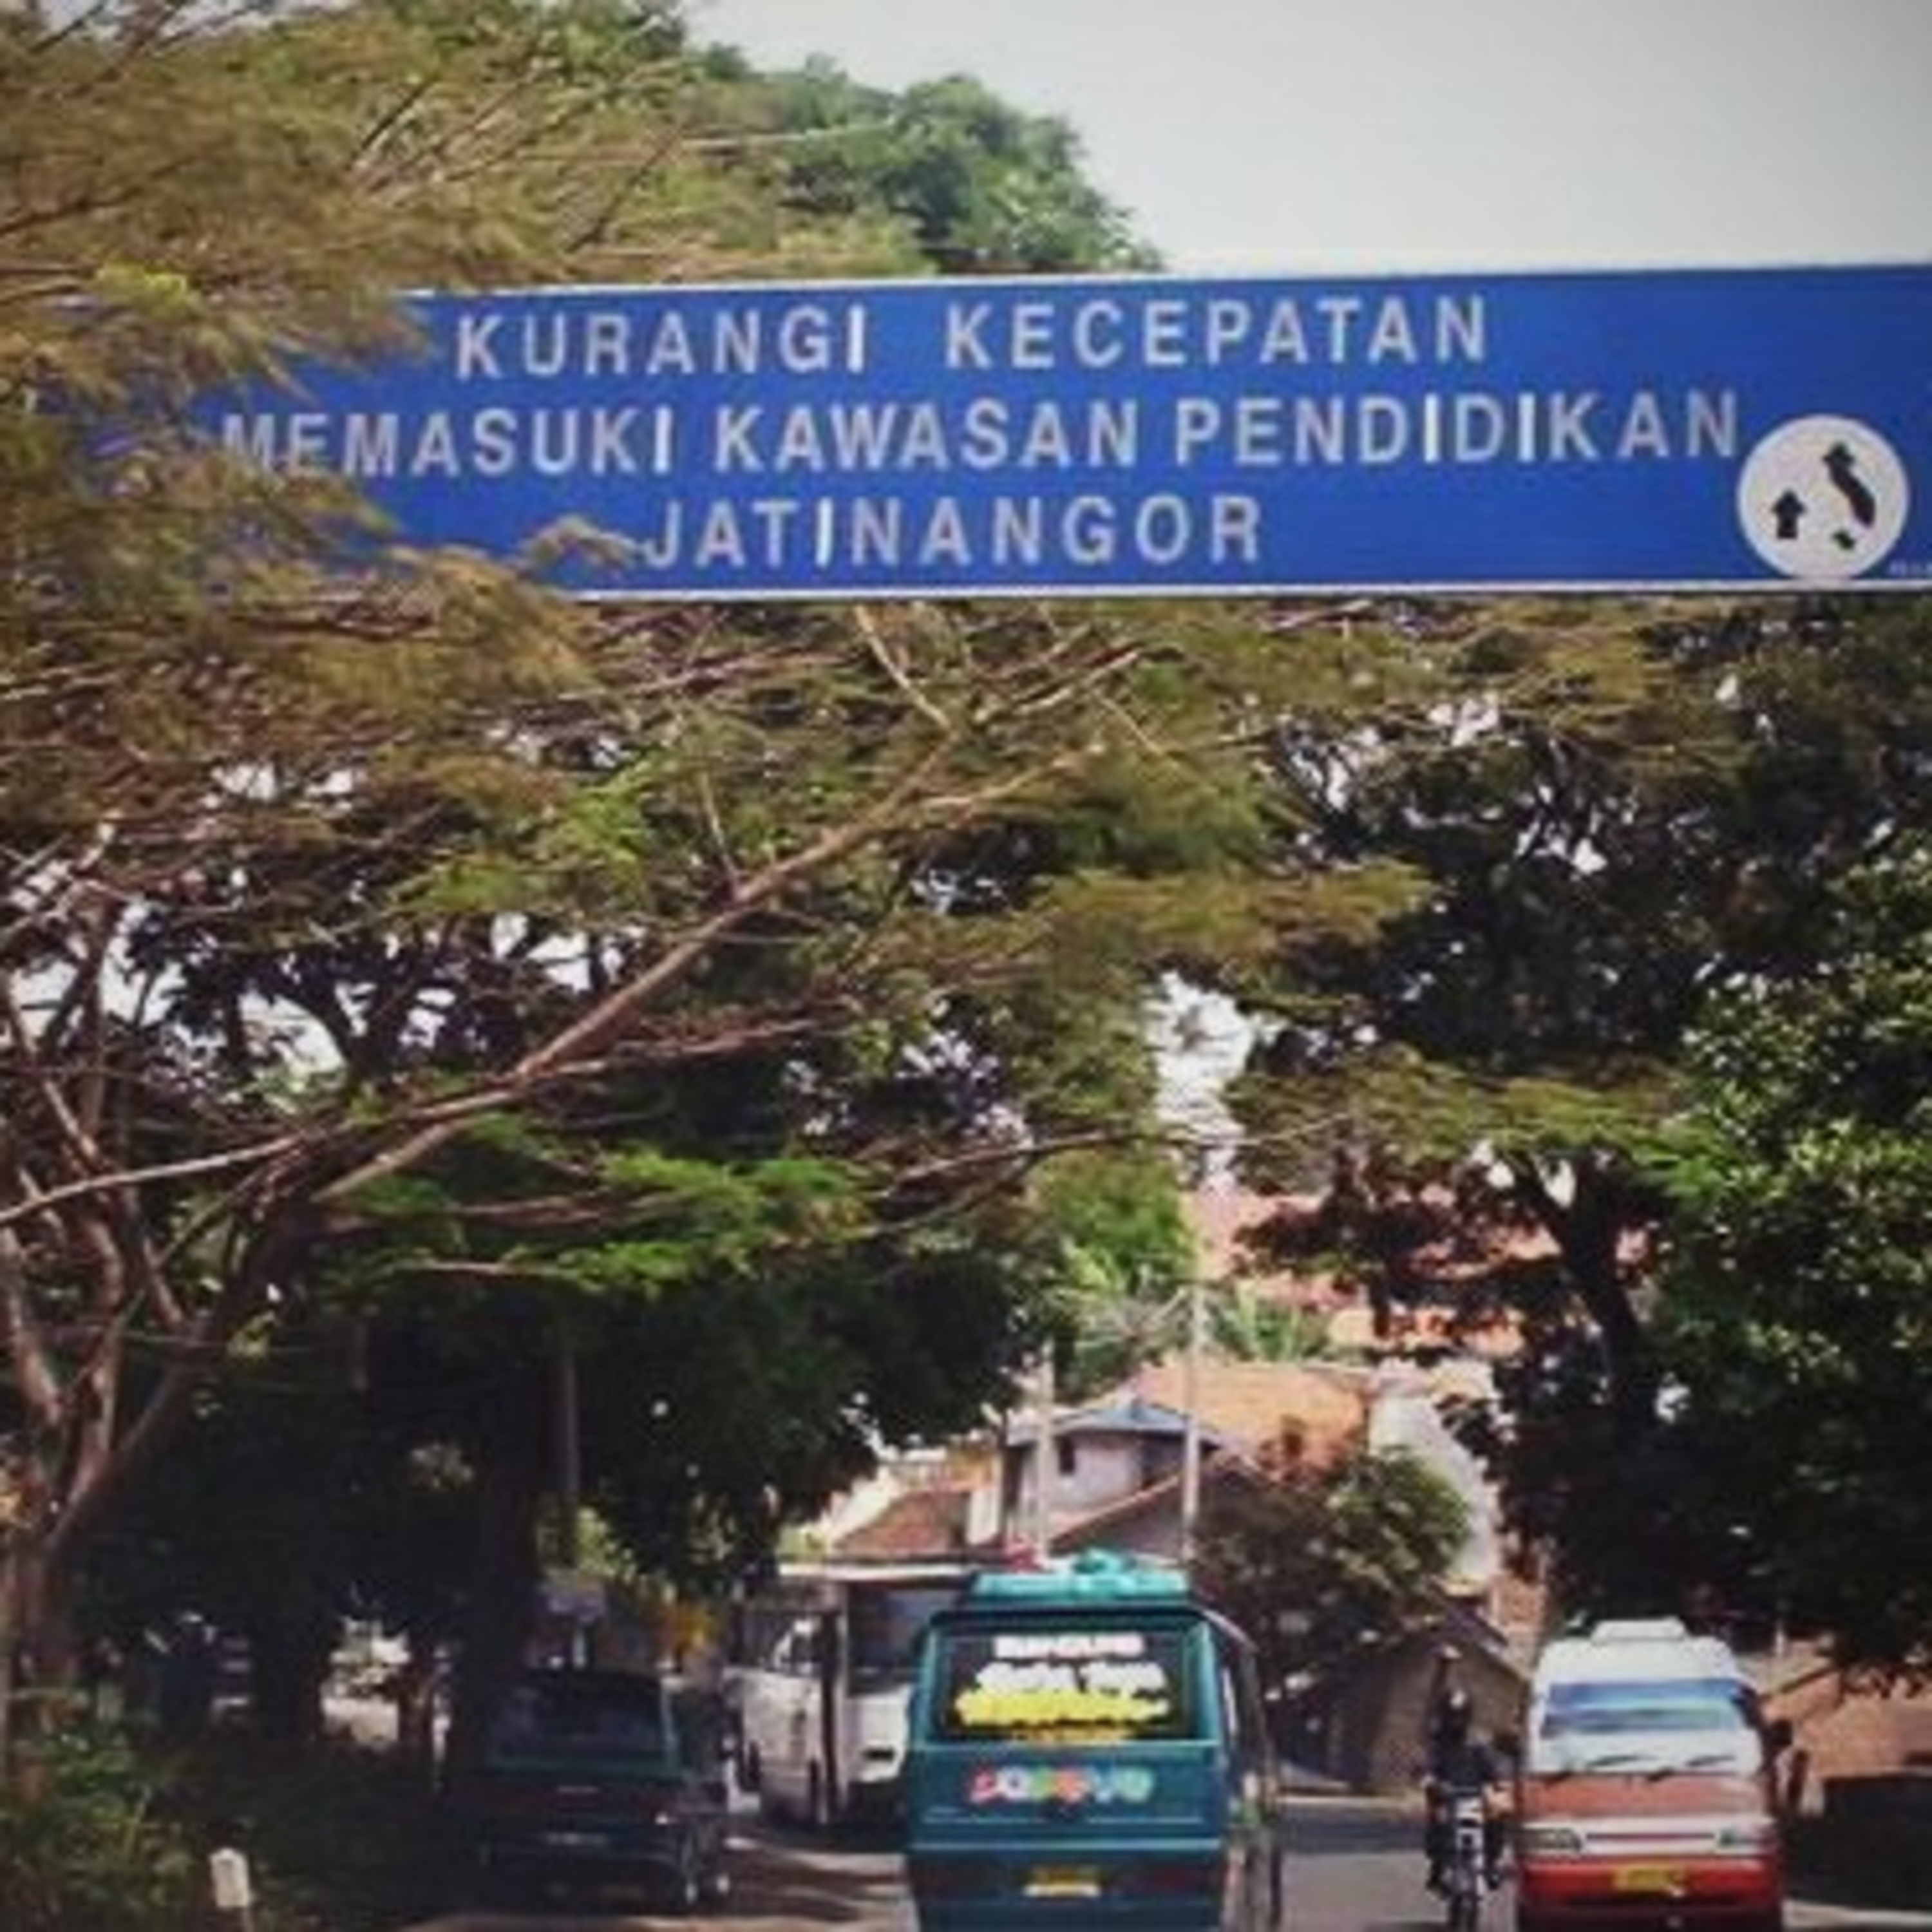 KURANGI KECEPATAN
MEMASUKI KAWASAN PENDIDIKAN
JATINANGOR